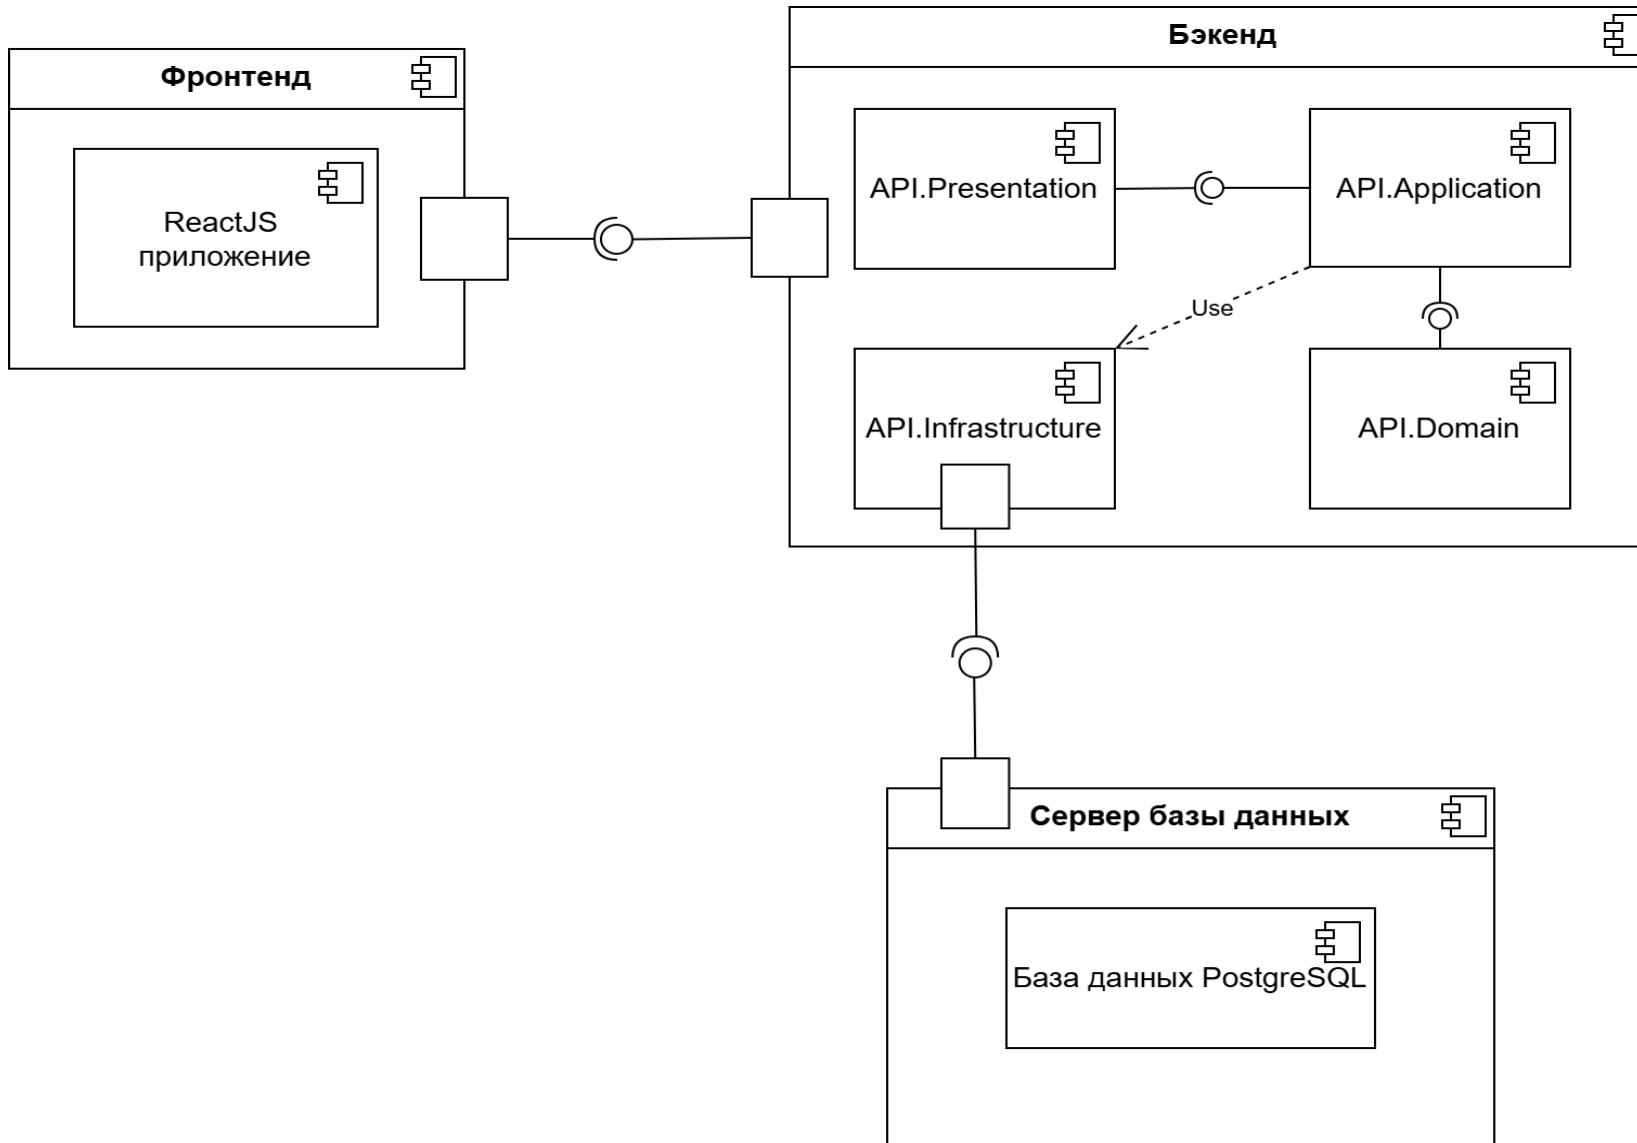 Фронтенд
ReactJS
приложение
Бэкенд
API.Presentation
API.Application
Use
API.Infrastructure
API.Domain
Сервер базы данных
База данных PostgreSQL